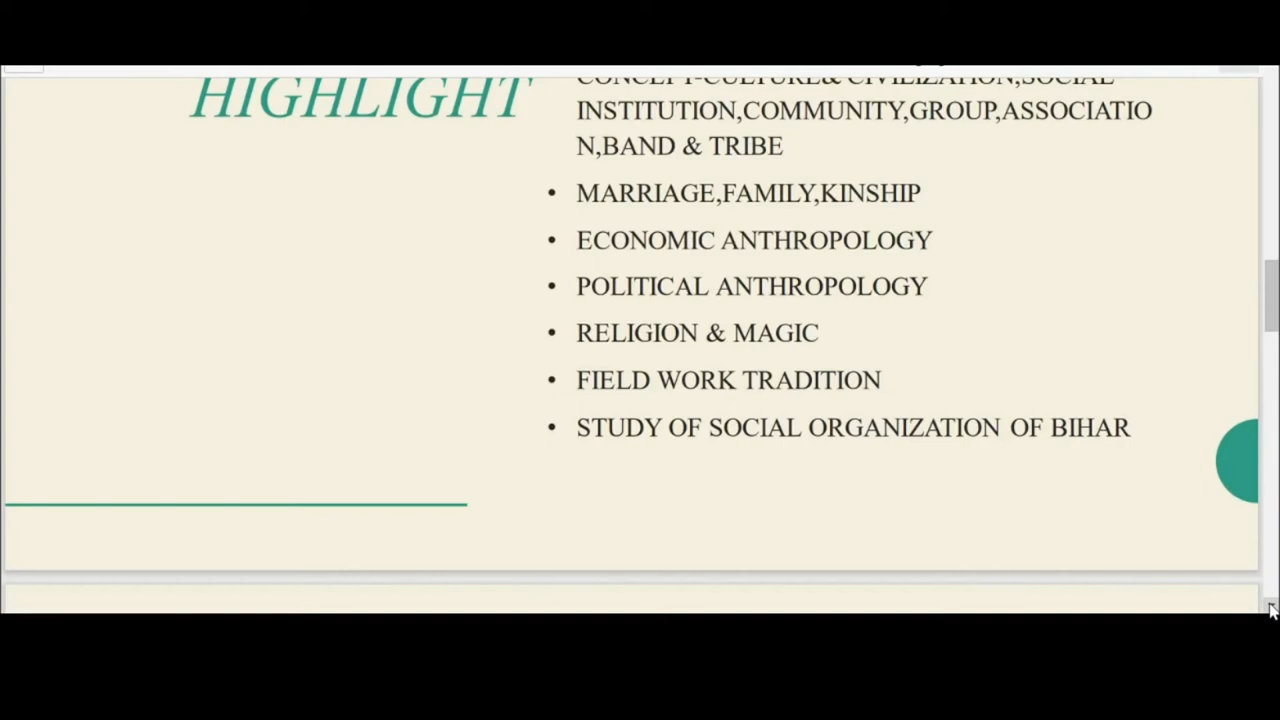 HIGHLIGHT
CONCEPT-CULTURE& CIVILIZATION,SOCIAL
INSTITUTION,COMMUNITY,GROUP,ASSOCIATIO
N,BAND & TRIBE
• MARRIAGE,FAMILY,KINSHIP
• ECONOMIC ANTHROPOLOGY
• POLITICAL ANTHROPOLOGY
• RELIGION & MAGIC
• FIELD WORK TRADITION
• STUDY OF SOCIAL ORGANIZATION OF BIHAR